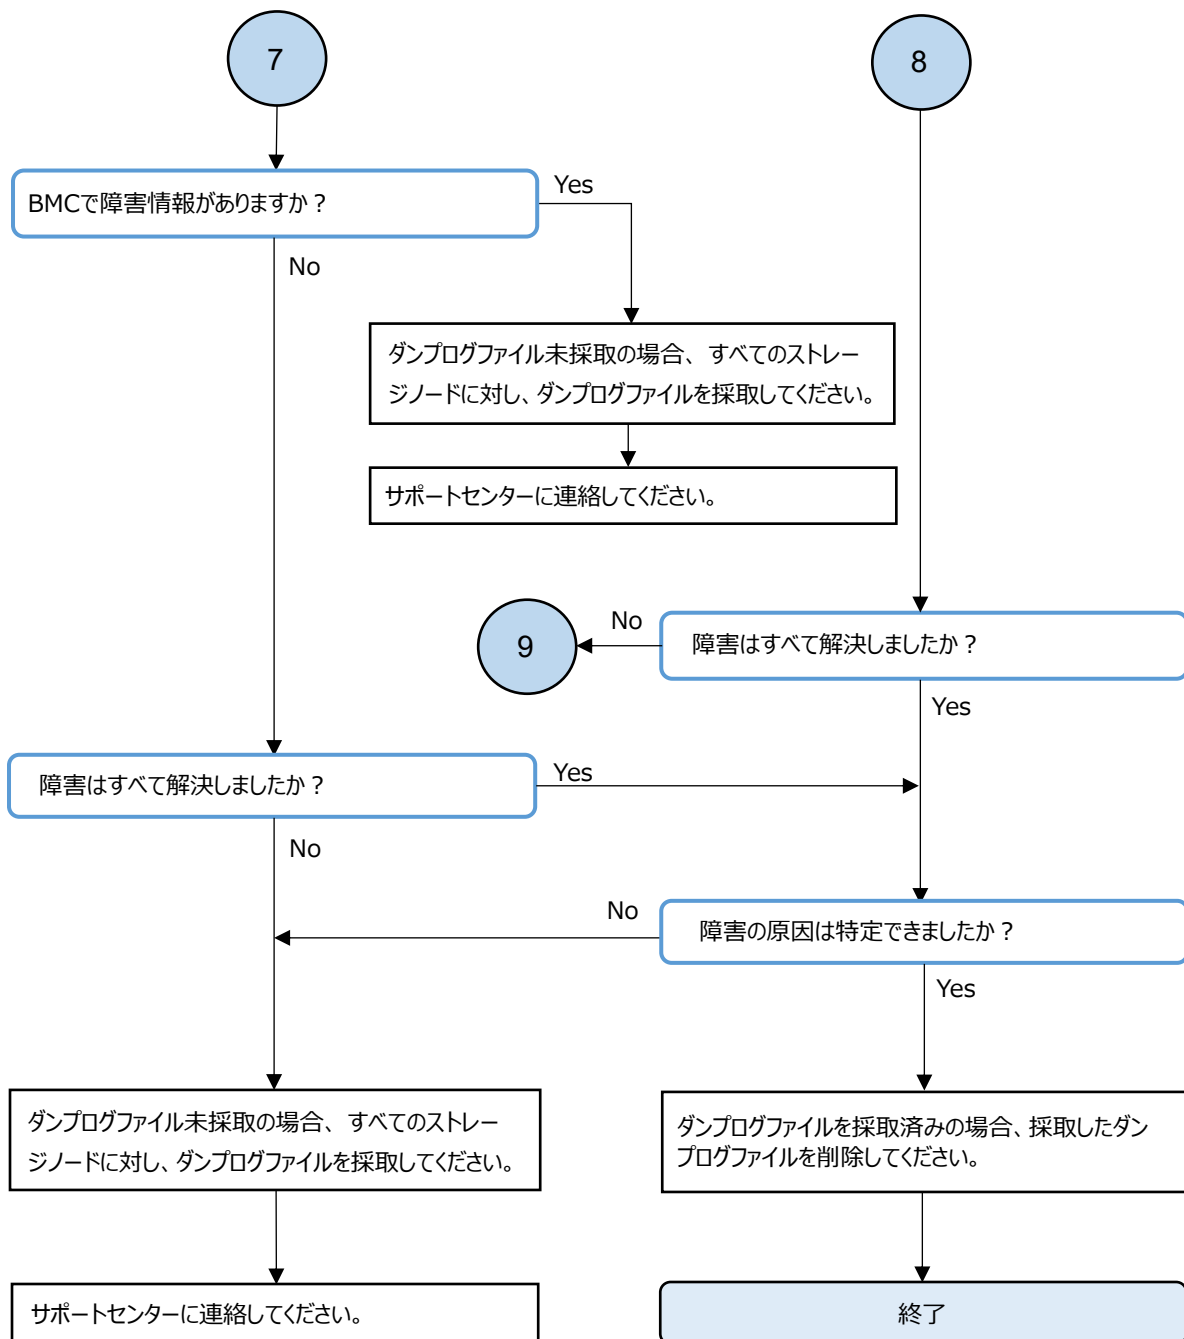 7
8
BMCで障害情報がありますか？
Yes
No
ダンプログファイル未採取の場合、すべてのストレー
ジノードに対し、ダンプログファイルを採取してください。
サポートセンターに連絡してください。
9
No
障害はすべて解決しましたか？
Yes
障害はすべて解決しましたか？
Yes
No
No
障害の原因は特定できましたか？
Yes
ダンプログファイル未採取の場合、すべてのストレー
ジノードに対し、ダンプログファイルを採取してください。
ダンプログファイルを採取済みの場合、採取したダン
プログファイルを削除してください。
サポートセンターに連絡してください。
終了